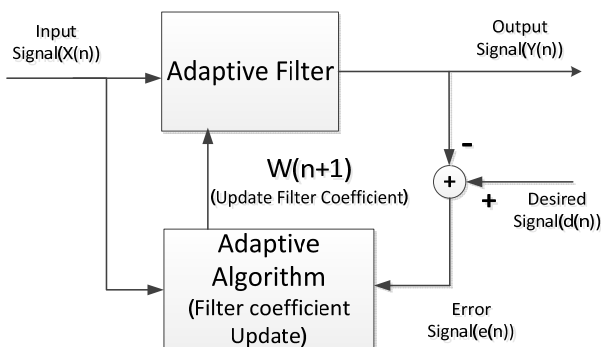 Input
Signal(X(n))
Adaptive Filter
Output
Signal(Y(n))
-
+
+
W(n+1)
(Update Filter Coefficient)
Desired
Signal(d(n))
Adaptive
Algorithm
(Filter coefficient
Update)
Error
Signal(e(n))